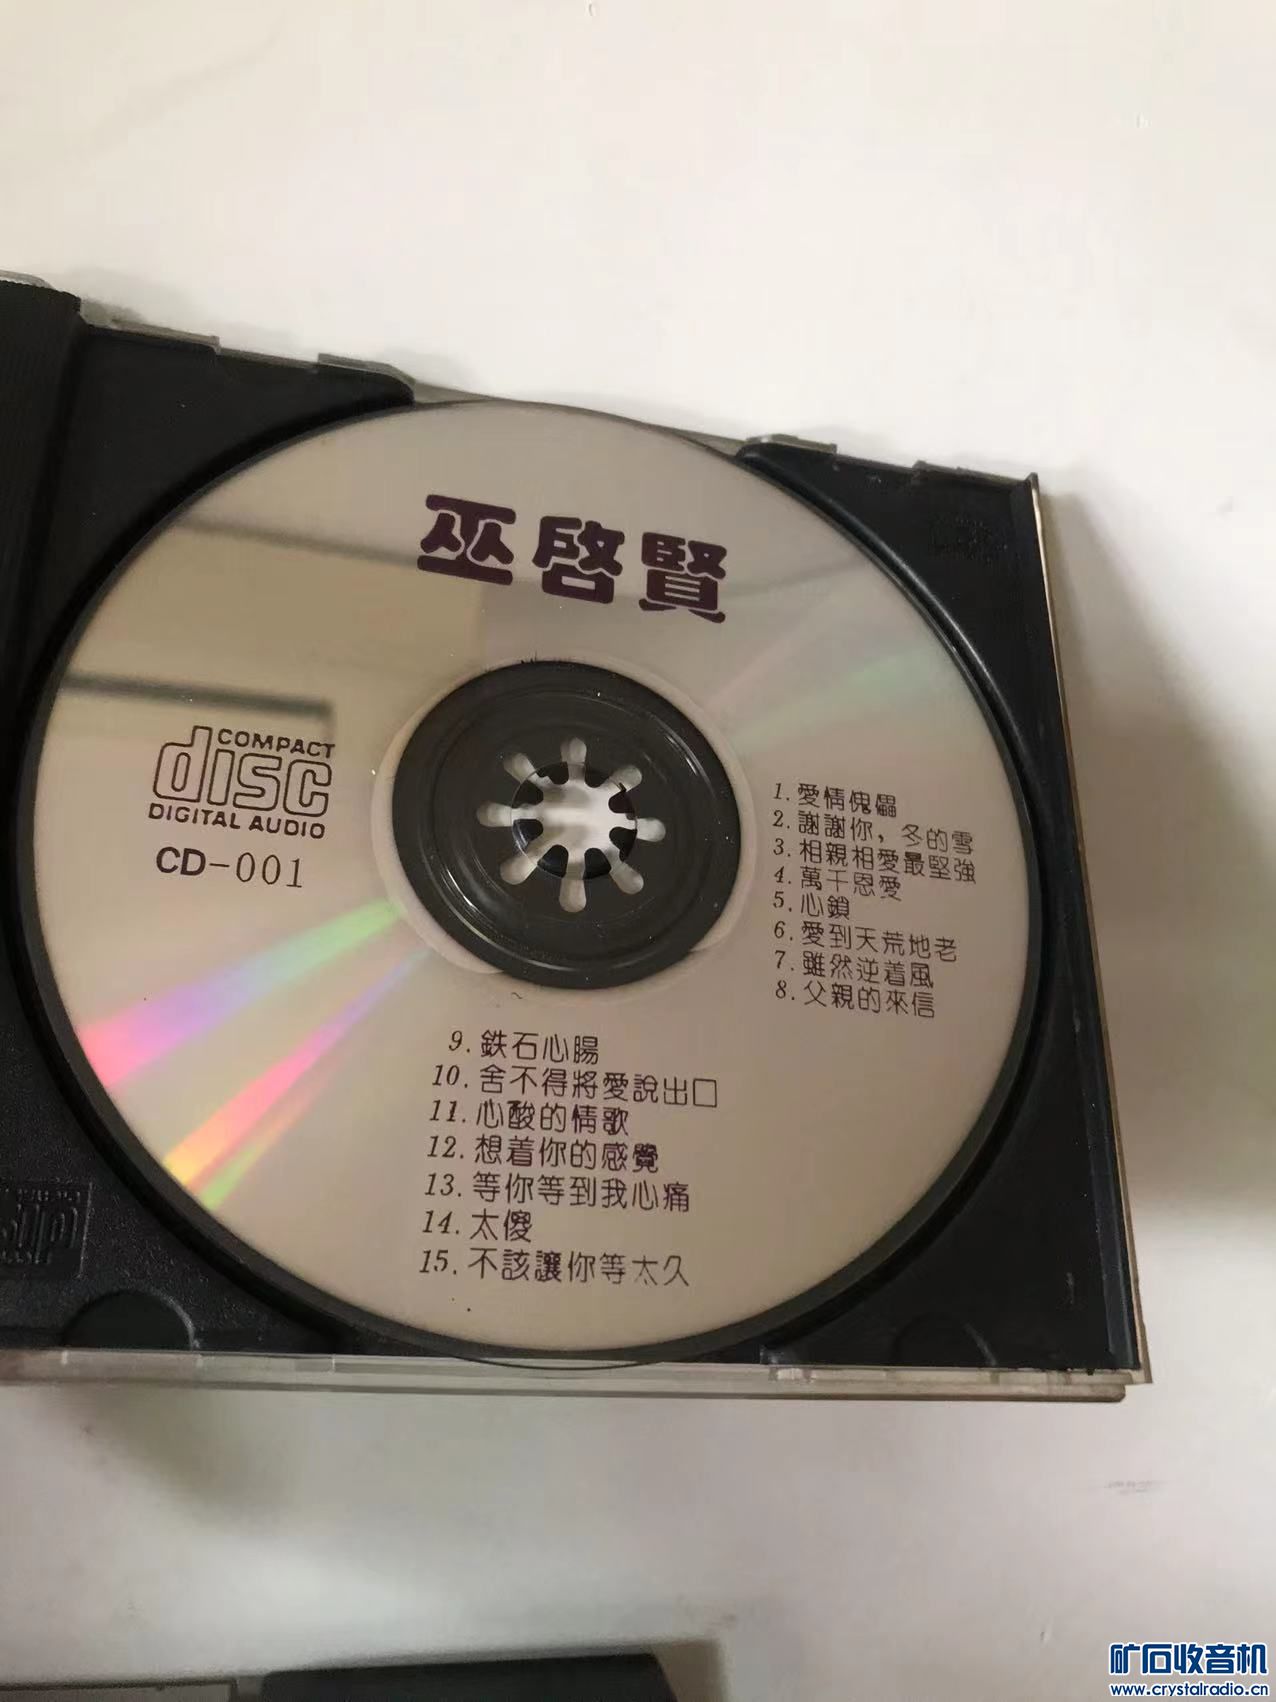 巫啓賢
COMPACT
disc
DIGITAL AUDIO
CD-001
1. 愛情傀儡
2. 謝謝你，冬的雪
3. 相親相愛最堅強
4. 萬千恩愛
5. 心鎖
6. 愛到天荒地老
7. 雖然逆着風
8. 父親的來信
9. 鉄石心腸
10. 舍不得將愛說出口
11. 心酸的情歌
12. 想着你的感覺
13. 等你等到我心痛
14. 太傻
15. 不該讓你等太久
矿石收音机
www.crystalradio.cn